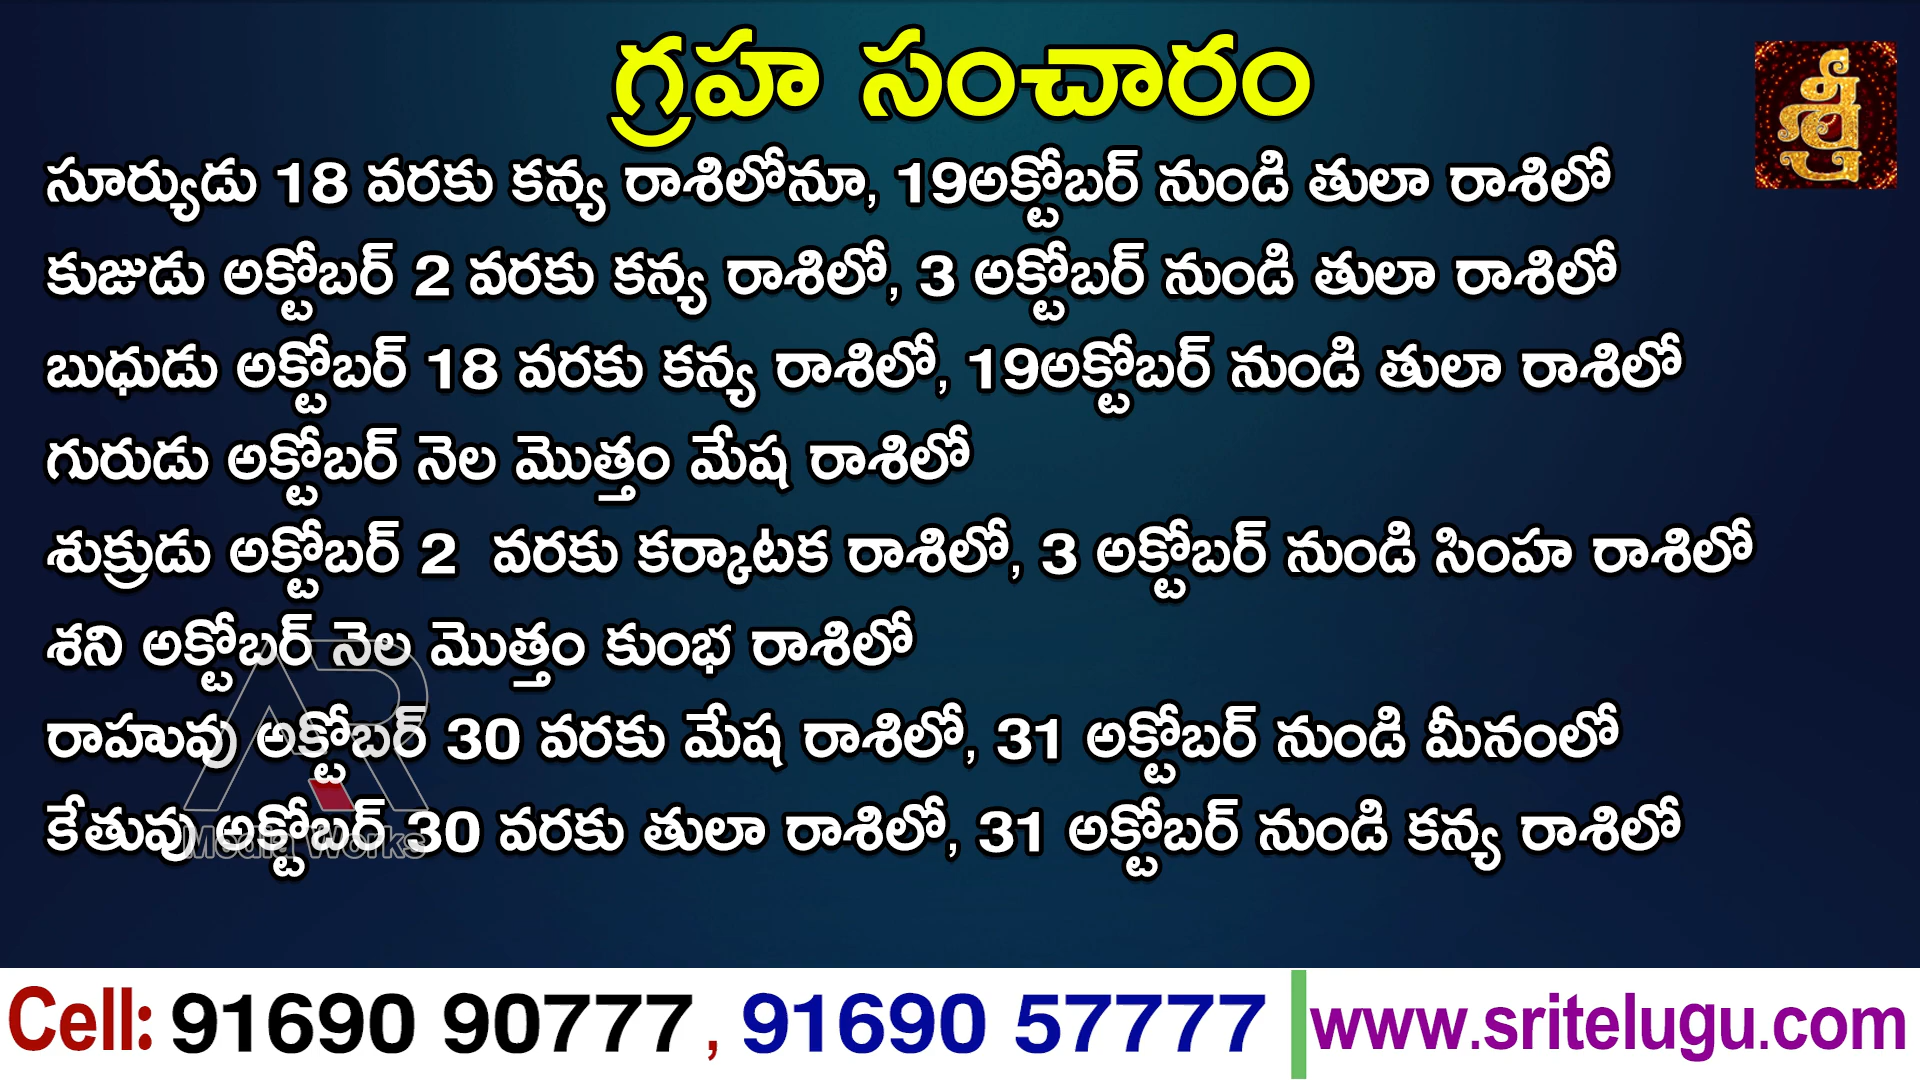 గ్రహ సంచారం
శ్రీ
సూర్యుడు 18 వరకు కన్య రాశిలోనూ, 19అక్టోబర్ నుండి తులా రాశిలో
కుజుడు అక్టోబర్ 2 వరకు కన్య రాశిలో, 3 అక్టోబర్ నుండి తులా రాశిలో
బుధుడు అక్టోబర్ 18 వరకు కన్య రాశిలో, 19అక్టోబర్ నుండి తులా రాశిలో
గురుడు అక్టోబర్ నెల మొత్తం మేష రాశిలో
శుక్రుడు అక్టోబర్ 2 వరకు కర్కాటక రాశిలో, 3 అక్టోబర్ నుండి సింహ రాశిలో
శని అక్టోబర్ నెల మొత్తం కుంభ రాశిలో
రాహువు అక్టోబర్ 30 వరకు మేష రాశిలో, 31 అక్టోబర్ నుండి మీనంలో
కేతువు అక్టోబర్ 30 వరకు తులా రాశిలో, 31 అక్టోబర్ నుండి కన్య రాశిలో
AR
Media Works
Cell: 91690 90777 , 91690 57777
www.sritelugu.com